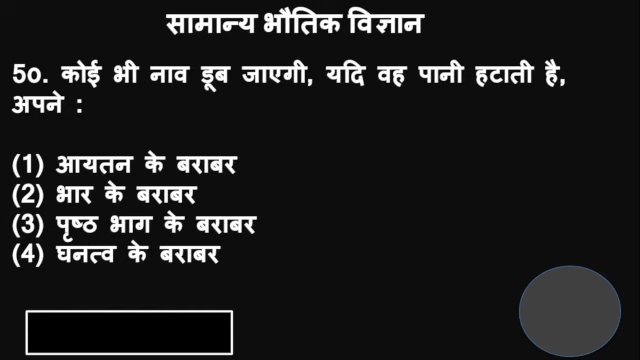 सामान्य भौतिक विज्ञान
50. कोई भी नाव डूब जाएगी, यदि वह पानी हटाती है,
अपने :
(1) आयतन के बराबर
(2) भार के बराबर
(3) पृष्ठ भाग के बराबर
(4) घनत्व के बराबर